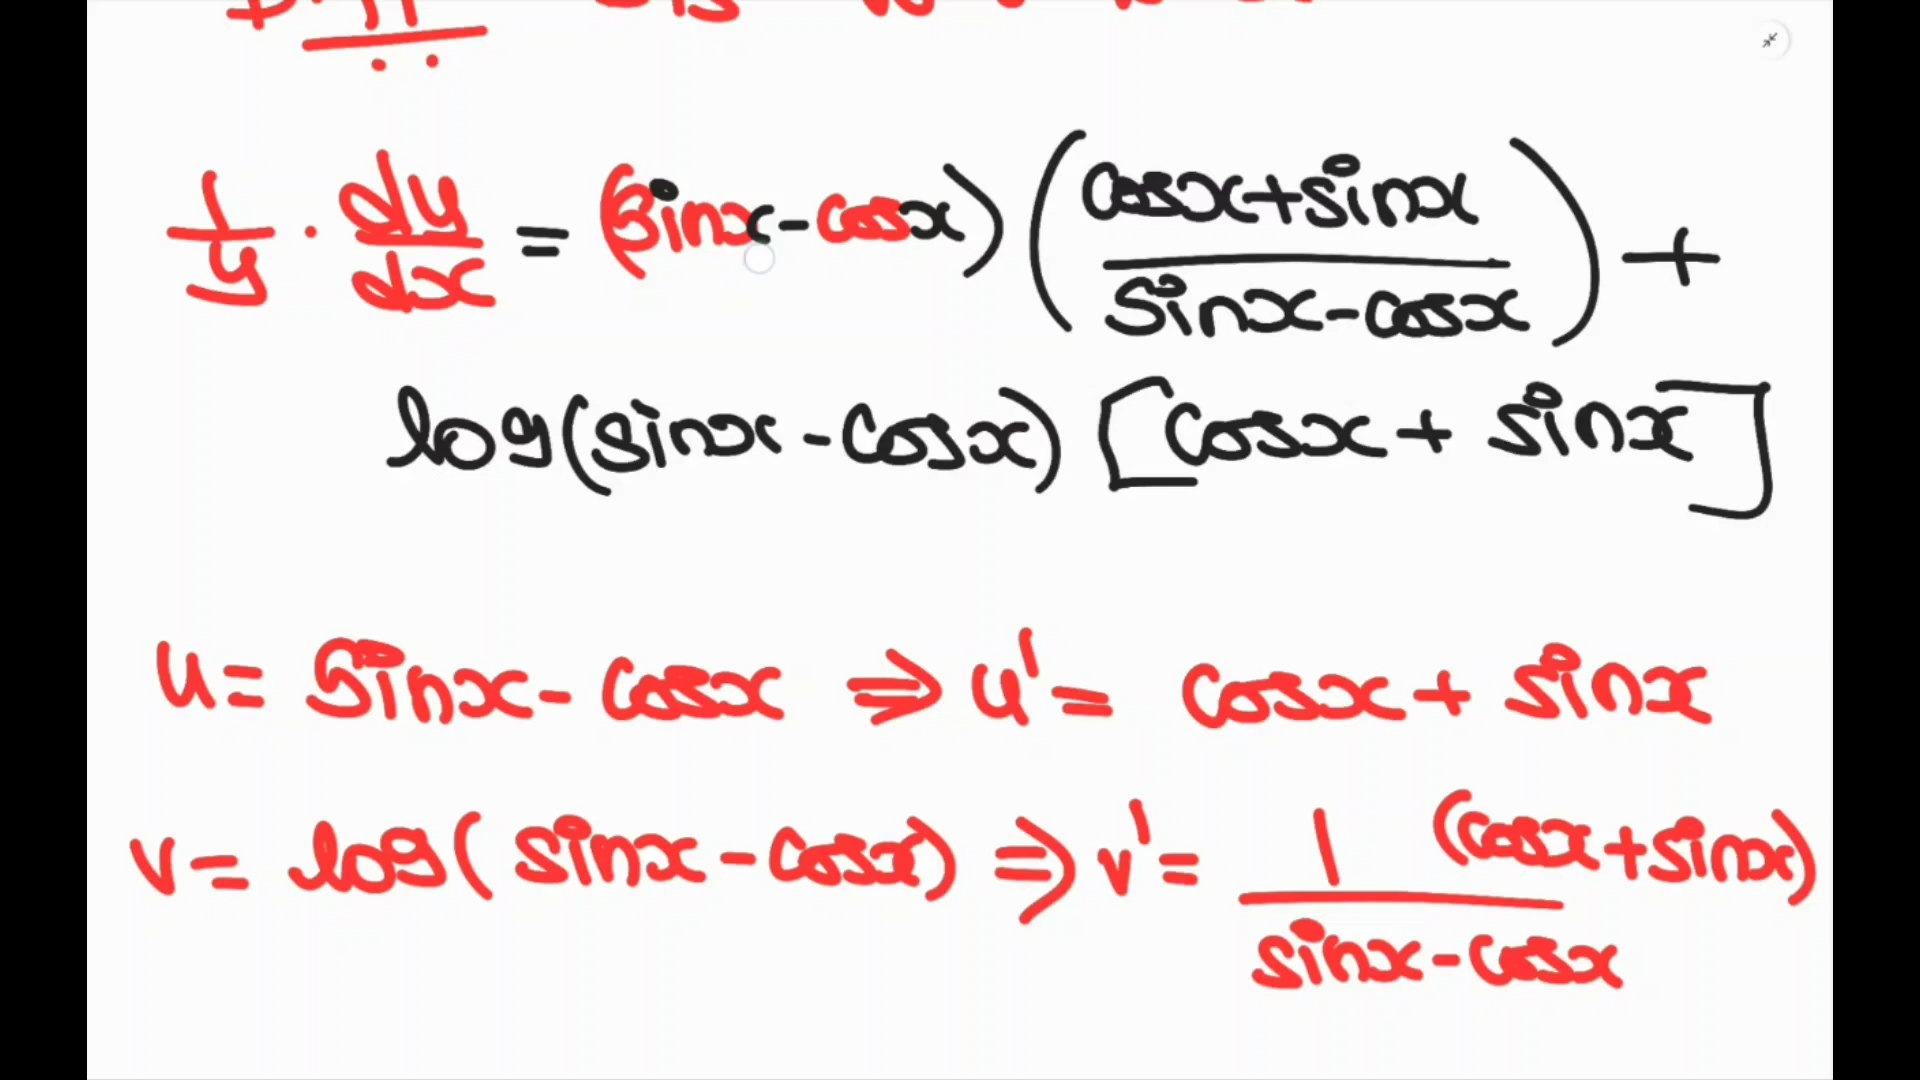 1/y · dy/dx = (sinx - cosx) ((cosx + sinx)/(sinx - cosx)) +
log(sinx - cosx) [cosx + sinx]
u = sinx - cosx ⇒ u' = cosx + sinx
v = log(sinx - cosx) ⇒ v' = 1/(sinx - cosx) (cosx + sinx)